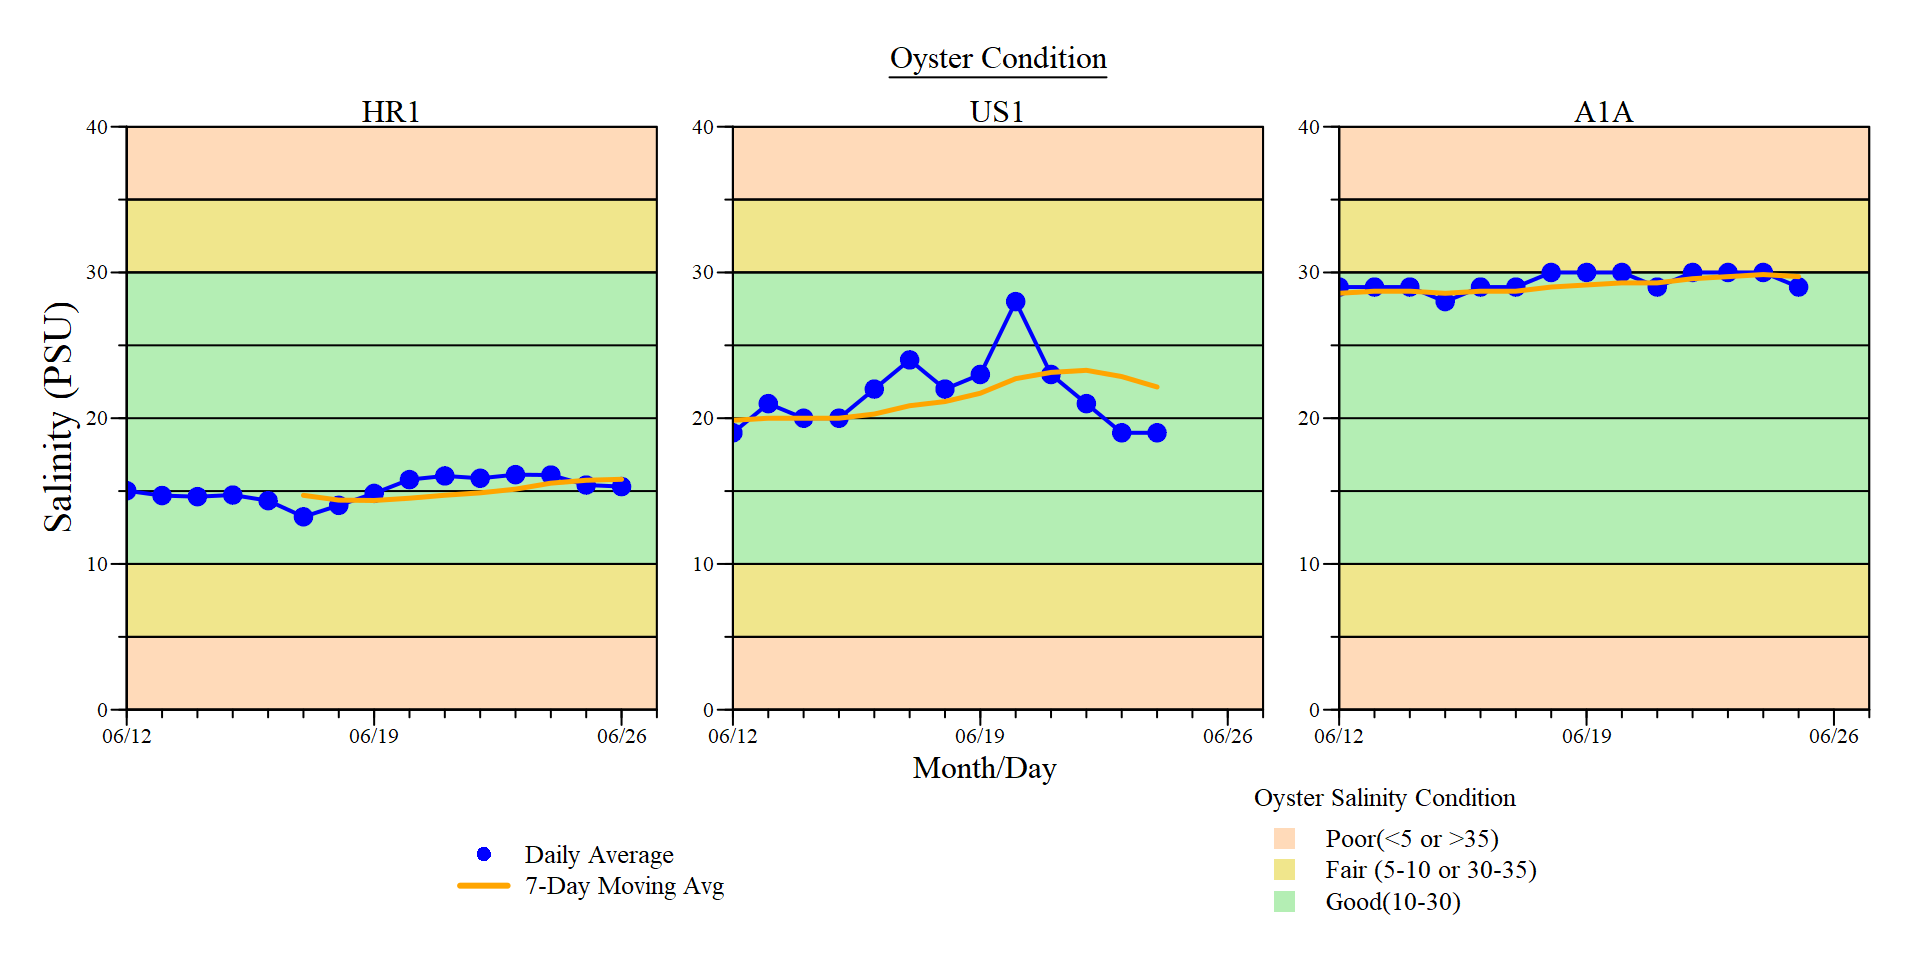 Oyster Condition
HR1
US1
A1A
Salinity (PSU)
40
30
20
10
0
06/12
06/19
06/26
40
30
20
10
0
06/12
06/19
06/26
40
30
20
10
0
06/12
06/19
06/26
Month/Day
Daily Average
7-Day Moving Avg
Oyster Salinity Condition
Poor(<5 or >35)
Fair (5-10 or 30-35)
Good(10-30)